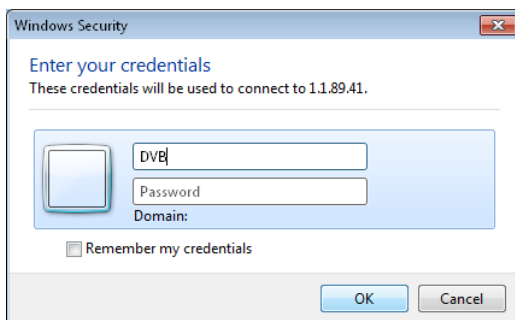 Windows Security
Enter your credentials
These credentials will be used to connect to 1.1.89.41.
DVB
Password
Domain:
Remember my credentials
OK Cancel